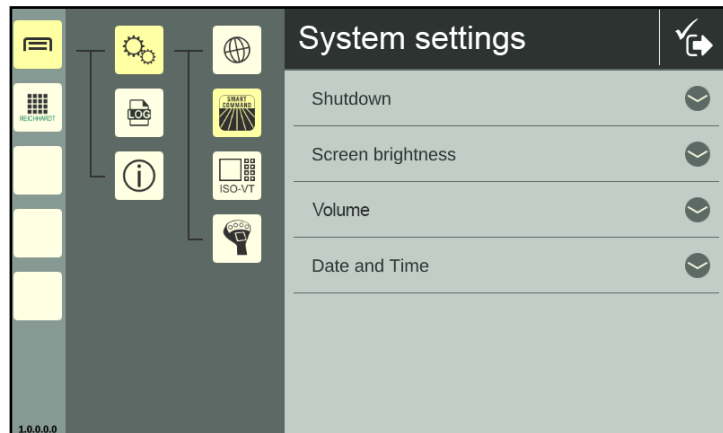 System settings
REICHHARDT
LOG
SMART
COMMAND
ISO-VT
Shutdown
Screen brightness
Volume
Date and Time
1.0.0.0.0